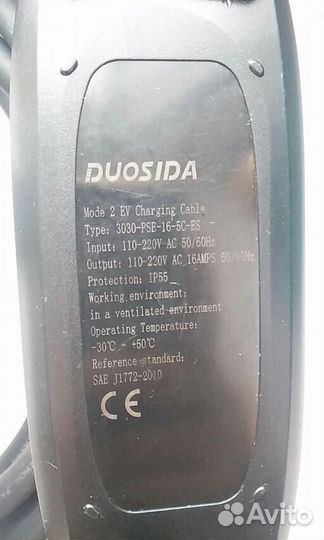 DUOSIDA
Mode 2 EV Charging Cable
Type: 3030-PSE-16-5C-ES
Input: 110-220V AC 50/60Hz
Output: 110-220V AC,16AMPS 50/60Hz
Protection: IP55
Working environment:
in a ventilated environment
Operating Temperature:
-30℃ - +50℃
Reference standard:
SAE J1772-2010
CE
Avito